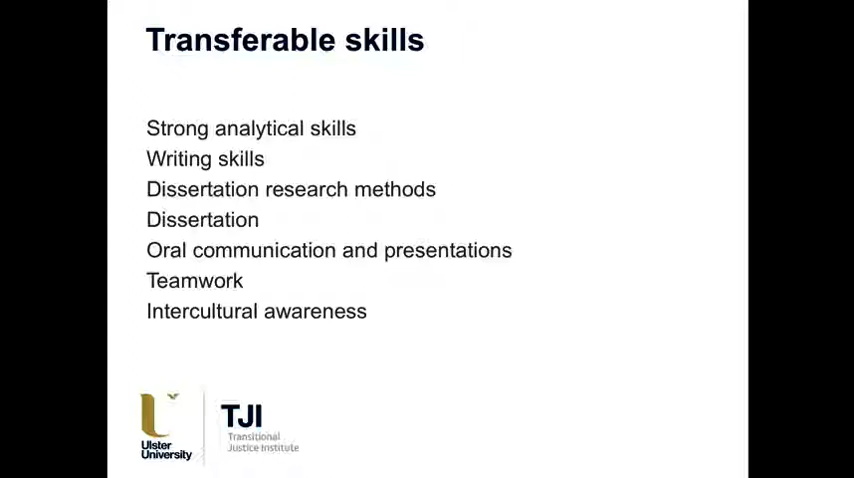 Transferable skills
Strong analytical skills
Writing skills
Dissertation research methods
Dissertation
Oral communication and presentations
Teamwork
Intercultural awareness
Ulster
University
TJI
Transitional
Justice Institute